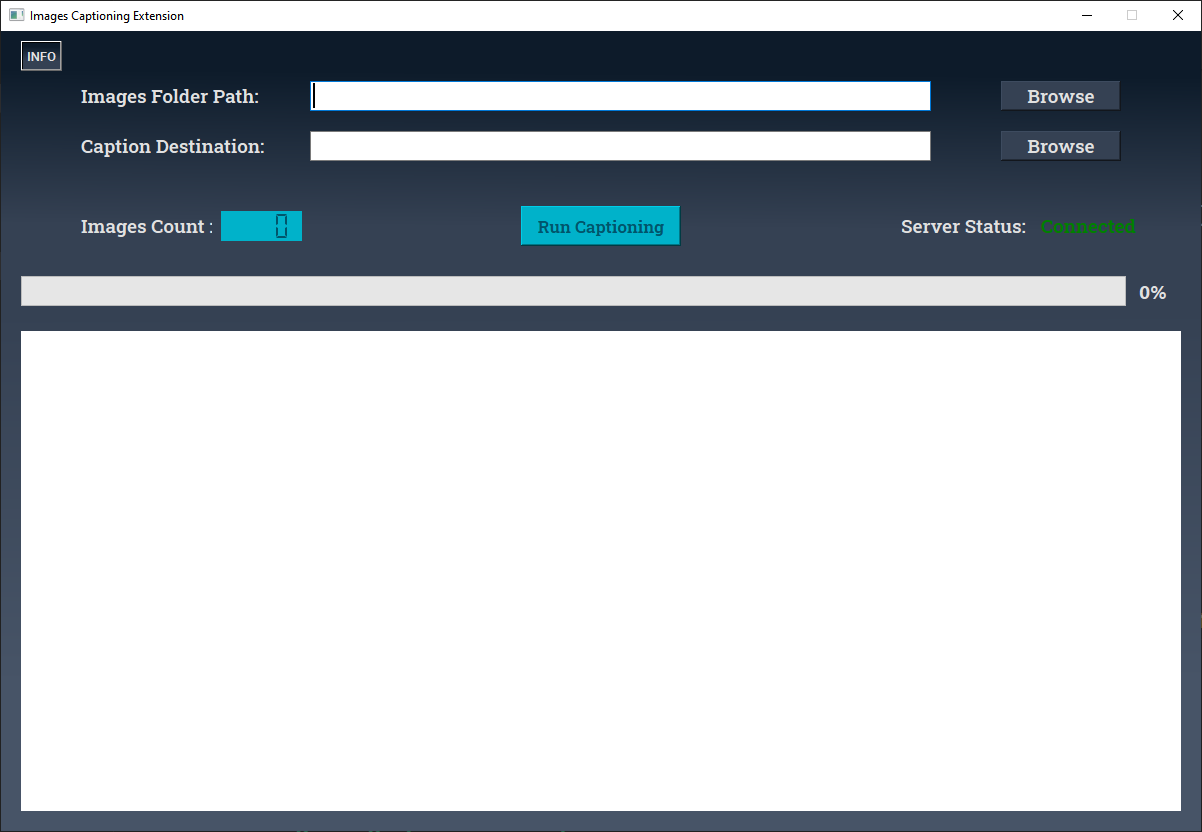 Images Captioning Extension
INFO
Images Folder Path: Browse
Caption Destination: Browse
Images Count : 0 Run Captioning Server Status: Connected
0%